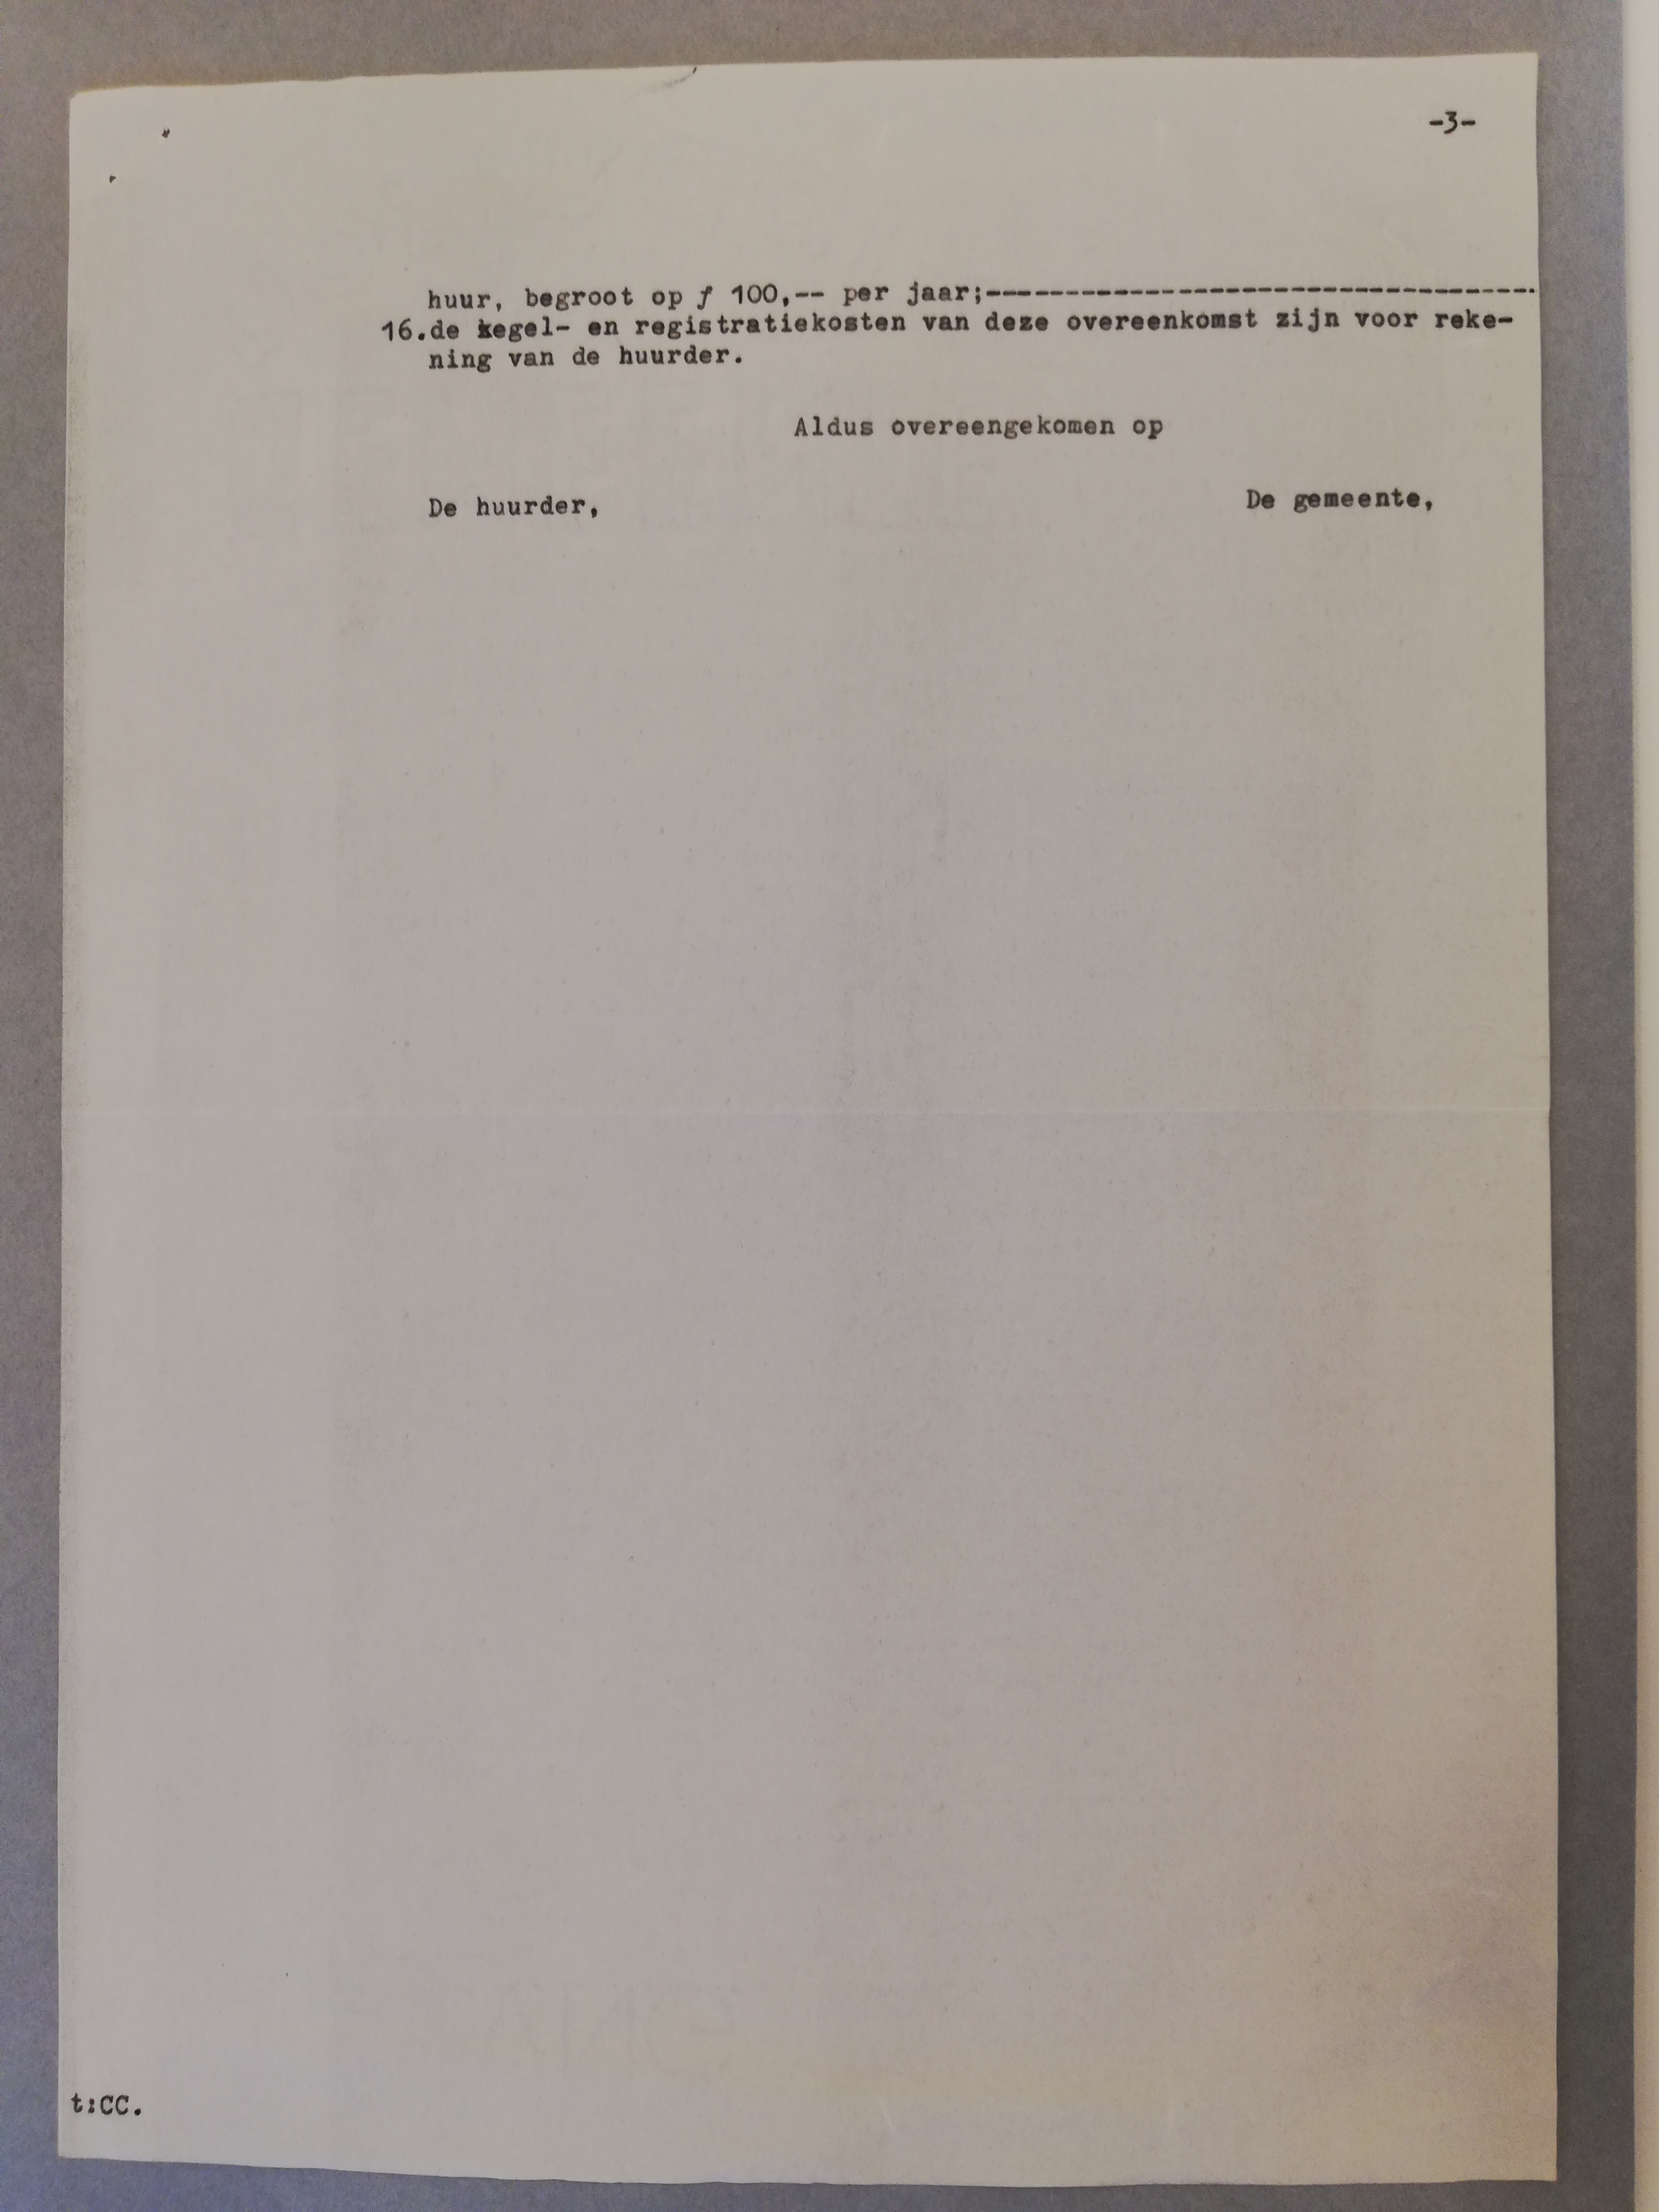 -3-
huur, begroot op ƒ 100,-- per jaar;-----------------------------------
16.de kegel- en registratiekosten van deze overeenkomst zijn voor reke-
ning van de huurder.
Aldus overeengekomen op
De huurder,
De gemeente,
t:CC.